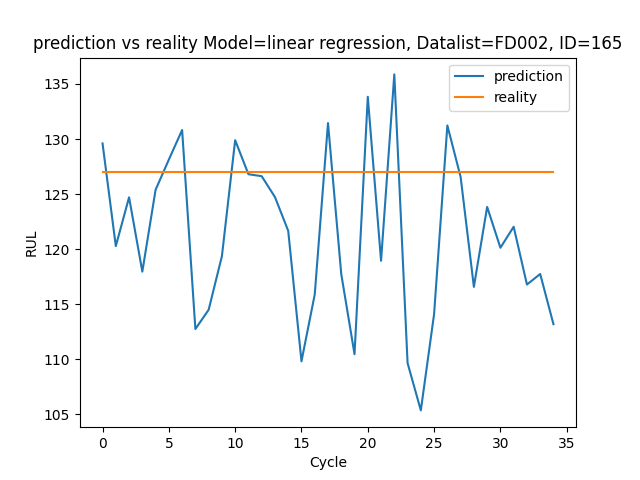 prediction vs reality Model=linear regression, Datalist=FD002, ID=165
prediction
reality
RUL
135
130
125
120
115
110
105
0 5 10 15 20 25 30 35
Cycle